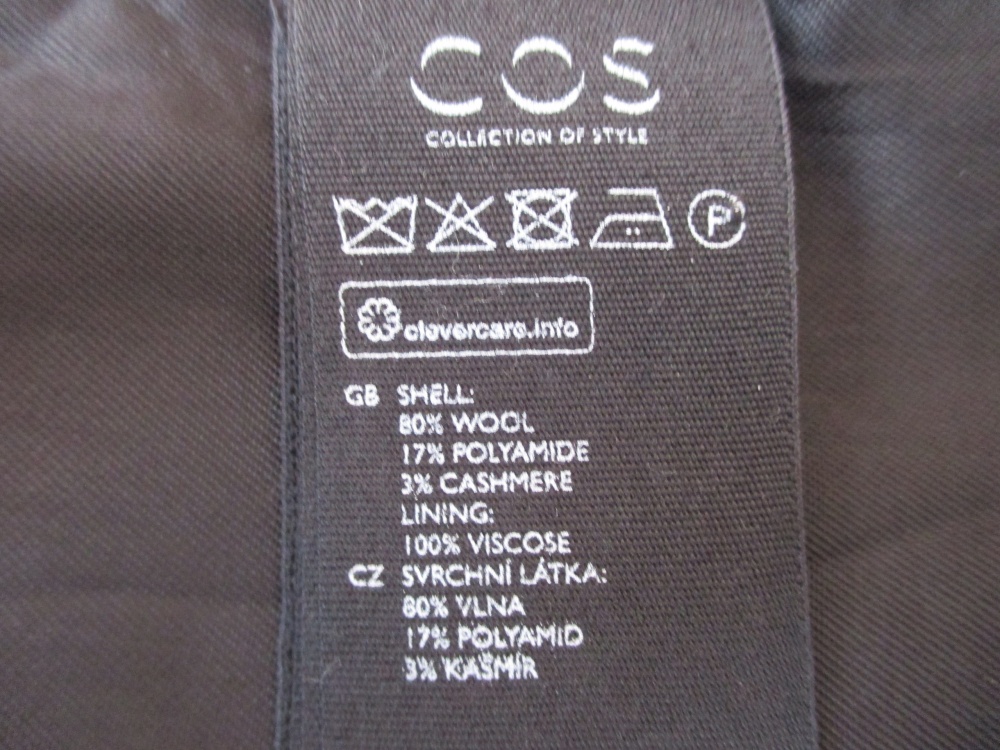 COS
COLLECTION OF STYLE
P
clevercare.info
GB SHELL:
80% WOOL
17% POLYAMIDE
3% CASHMERE
LINING:
100% VISCOSE
CZ SVRCHNÍ LÁTKA:
80% VLNA
17% POLYAMID
3% KAŠMÍR